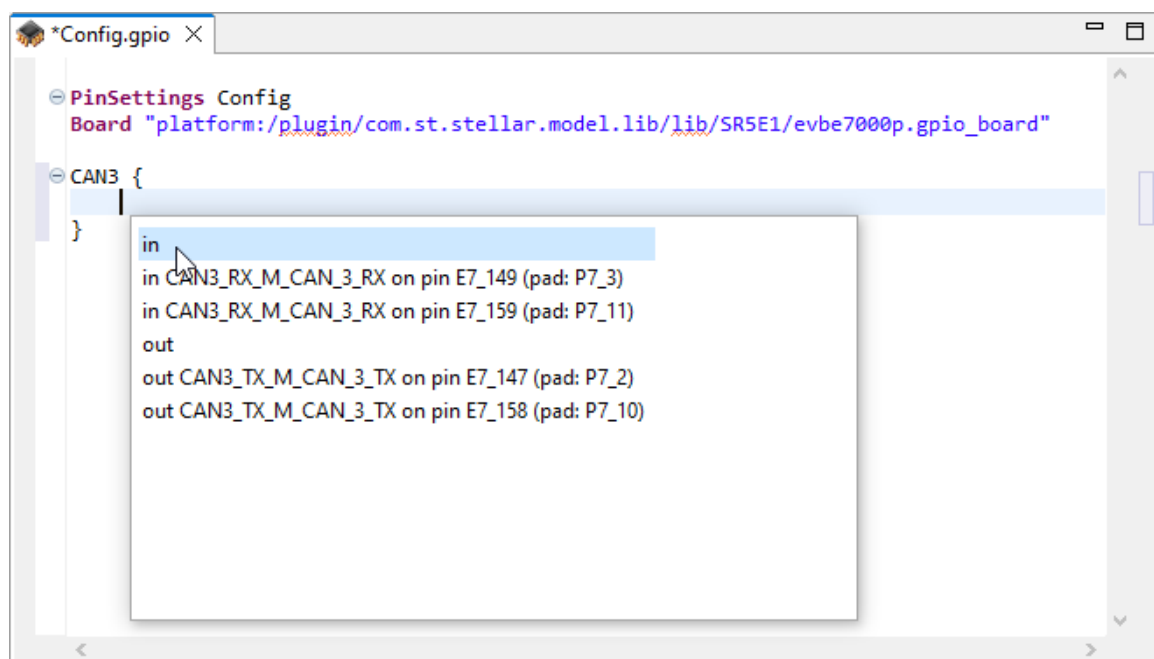 *Config.gpio
PinSettings Config
Board "platform:/plugin/com.st.stellar.model.lib/lib/SR5E1/evbe7000p.gpio_board"
CAN3 {
}
in
in CAN3_RX_M_CAN_3_RX on pin E7_149 (pad: P7_3)
in CAN3_RX_M_CAN_3_RX on pin E7_159 (pad: P7_11)
out
out CAN3_TX_M_CAN_3_TX on pin E7_147 (pad: P7_2)
out CAN3_TX_M_CAN_3_TX on pin E7_158 (pad: P7_10)